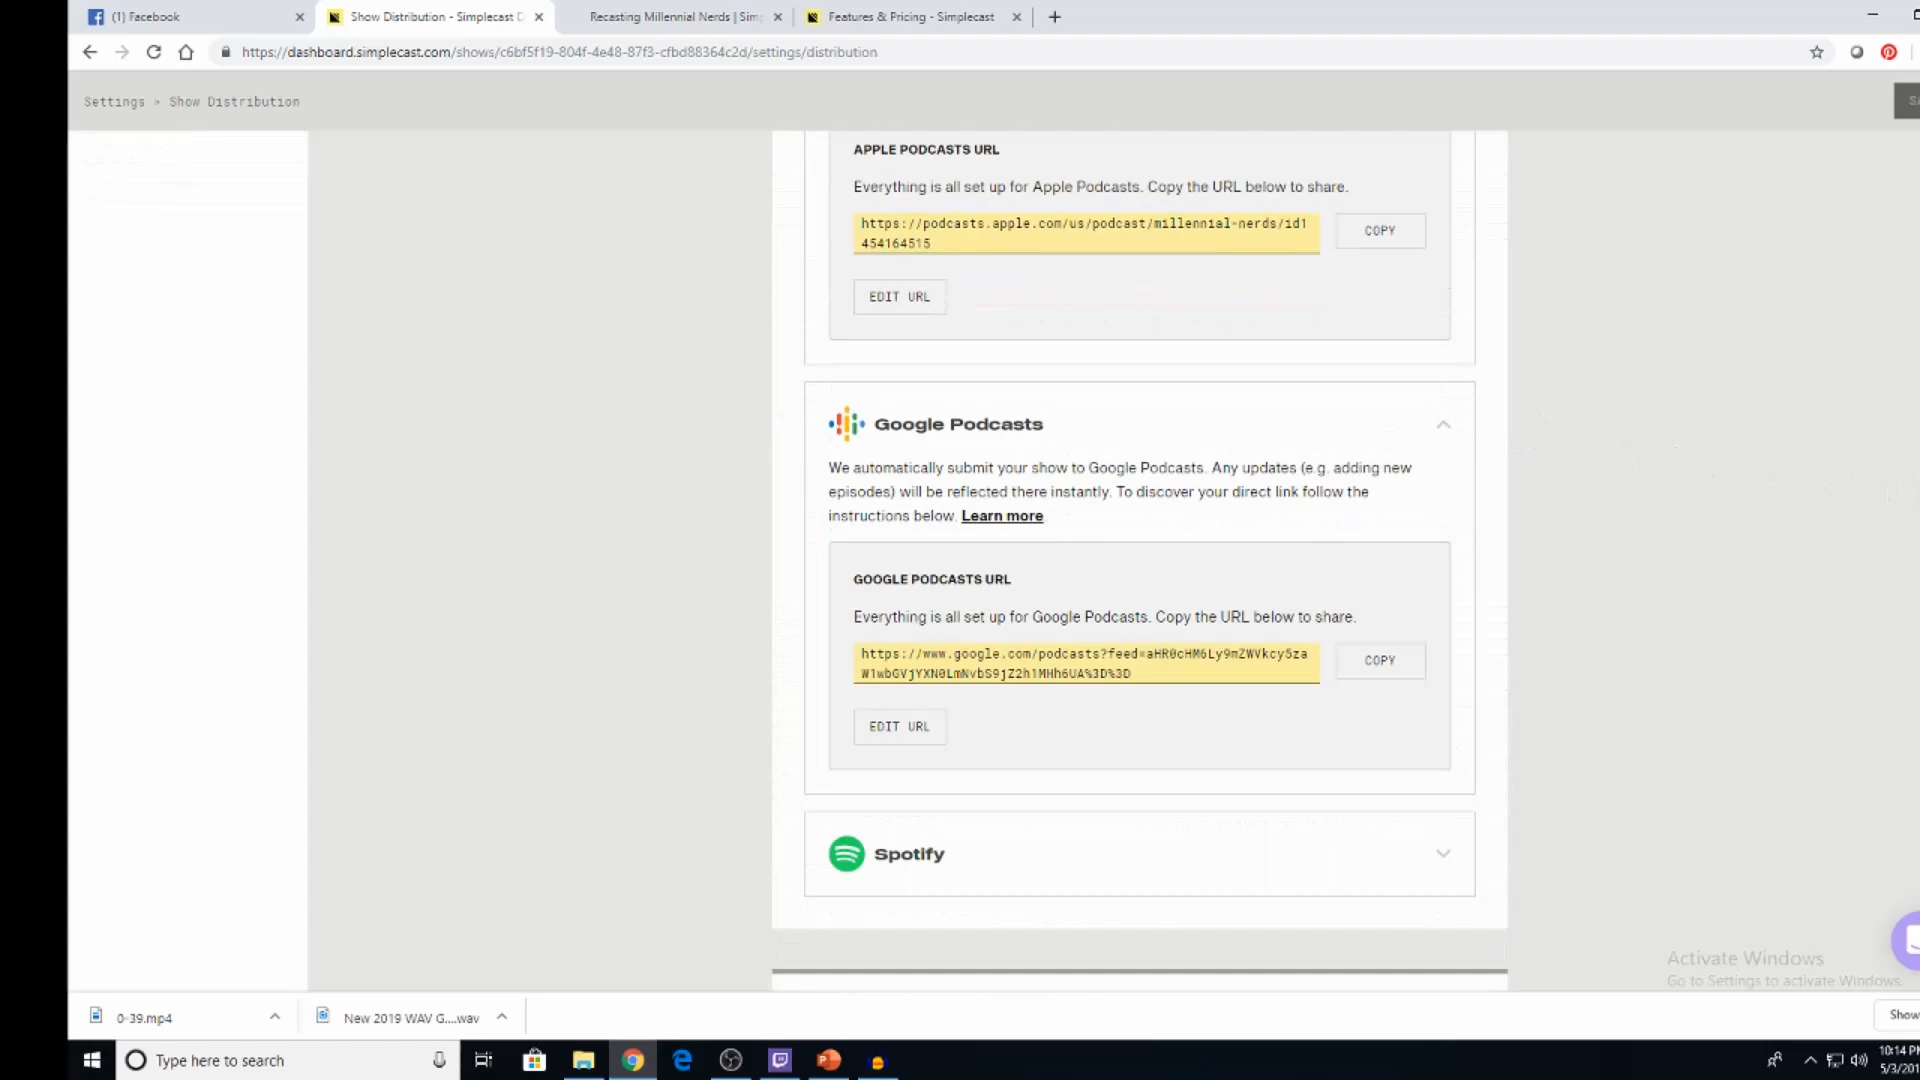 (1) Facebook
Show Distribution - Simplecast D
Recasting Millennial Nerds | Sim
Features & Pricing - Simplecast
https://dashboard.simplecast.com/shows/c6bf5f19-804f-4e48-87f3-cfbd88364c2d/settings/distribution
Settings > Show Distribution
APPLE PODCASTS URL
Everything is all set up for Apple Podcasts. Copy the URL below to share.
https://podcasts.apple.com/us/podcast/millennial-nerds/id1
454164515
COPY
EDIT URL
Google Podcasts
We automatically submit your show to Google Podcasts. Any updates (e.g. adding new
episodes) will be reflected there instantly. To discover your direct link follow the
instructions below. Learn more
GOOGLE PODCASTS URL
Everything is all set up for Google Podcasts. Copy the URL below to share.
https://www.google.com/podcasts?feed=aHR0cHM6Ly9mZWVkcy5za
W1wbGVjYXN0LmNvbS9jZ2h1MHh6UA%3D%3D
COPY
EDIT URL
Spotify
Activate Windows
Go to Settings to activate Windows.
0-39.mp4
New 2019 WAV G....wav
Show
Type here to search
10:14 PM
5/3/201